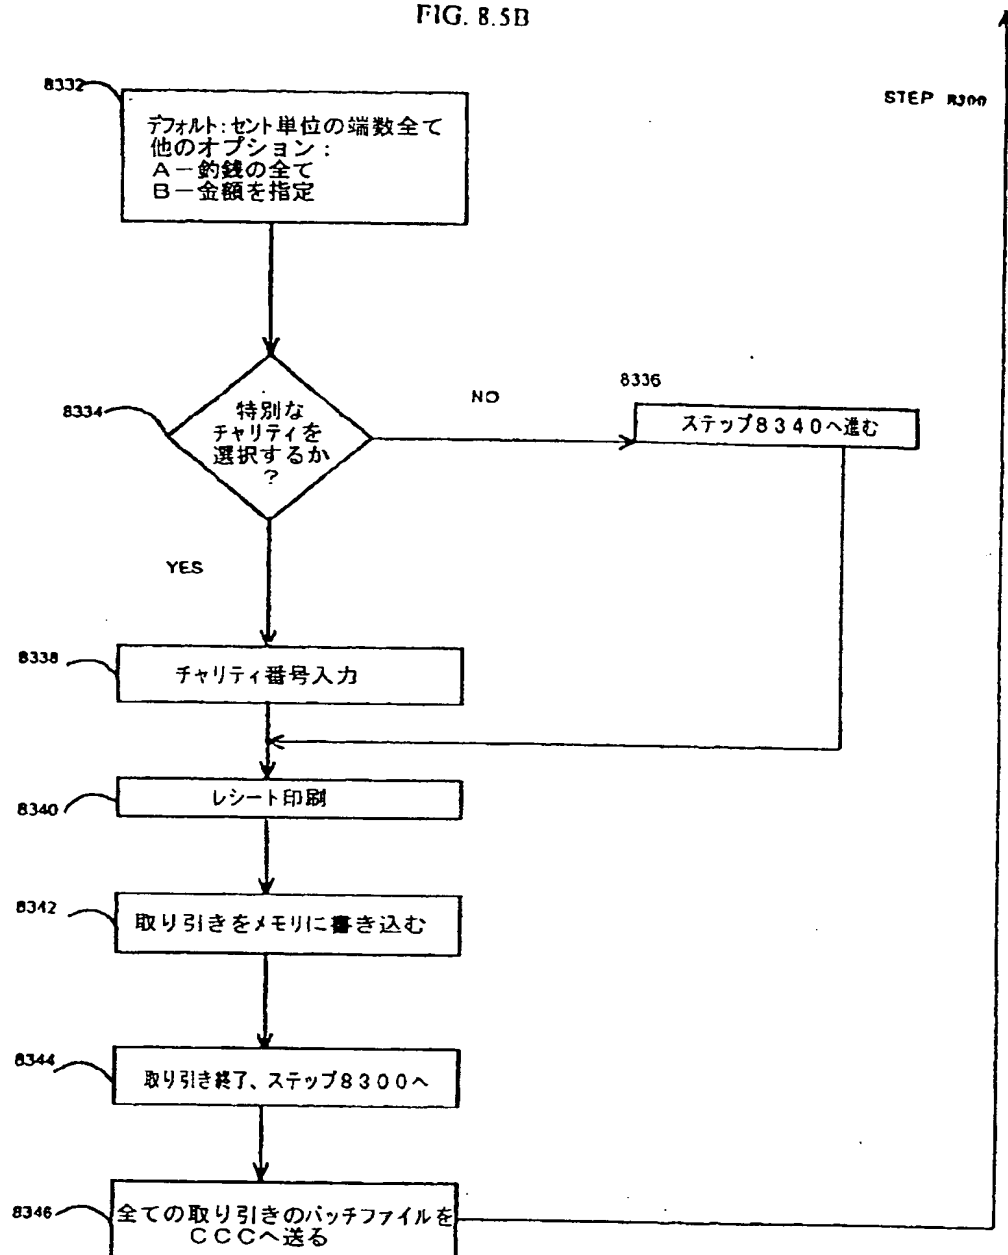 FIG. 8.5B
STEP 8300
8332
デフォルト:セント単位の端数全て
他のオプション:
A-釣銭の全て
B-金額を指定
8334
特別な
チャリティを
選択するか
?
NO
8336
ステップ8340へ進む
YES
8338
チャリティ番号入力
8340
レシート印刷
8342
取り引きをメモリに書き込む
8344
取り引き終了、ステップ8300へ
8346
全ての取り引きのバッチファイルを
CCCへ送る